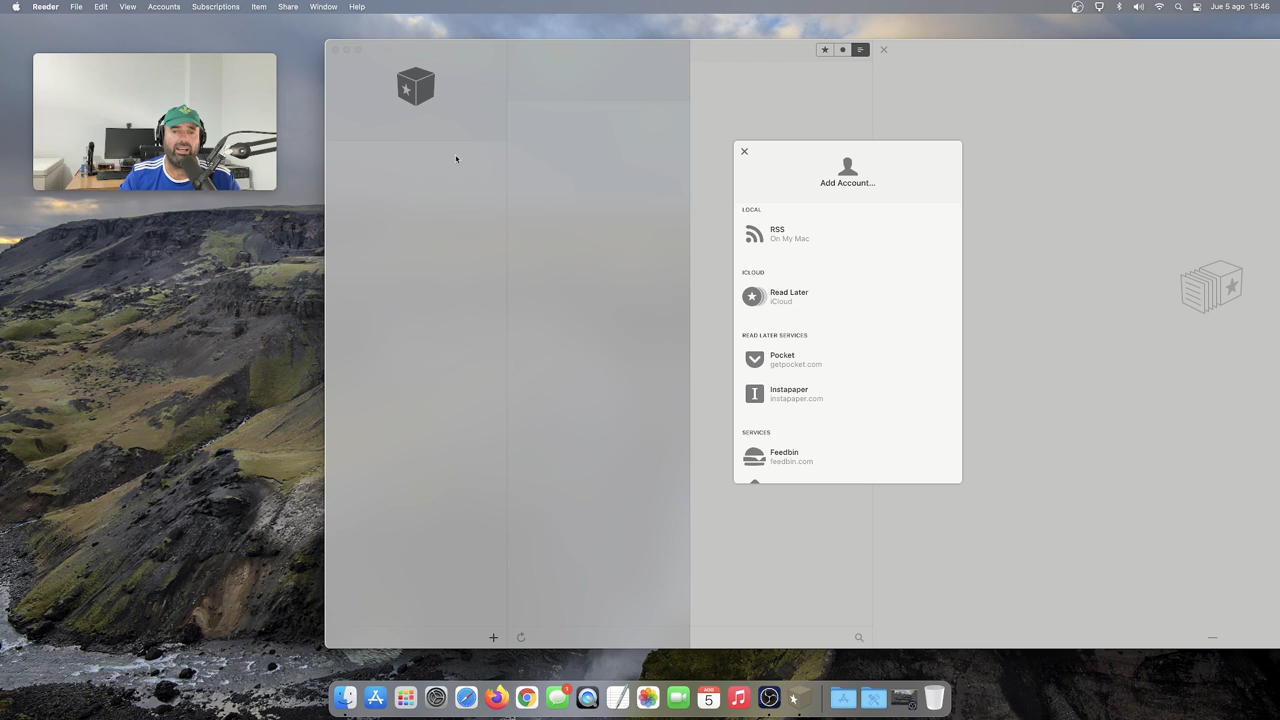 Reeder File Edit View Accounts Subscriptions Item Share Window Help
Jue 5 ago 15:46
Add Account...
LOCAL
RSS
On My Mac
ICLOUD
Read Later
iCloud
READ LATER SERVICES
Pocket
getpocket.com
Instapaper
instapaper.com
SERVICES
Feedbin
feedbin.com
1
AGO
5